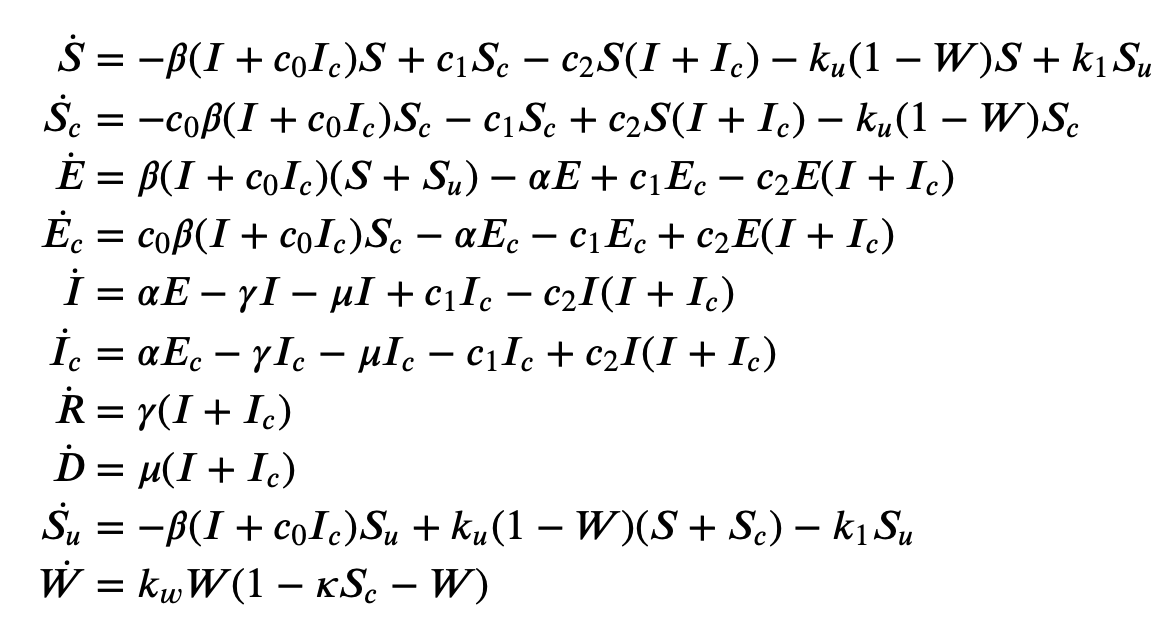 Ṡ = −β(I + c₀I_c)S + c₁S_c − c₂S(I + I_c) − k_u(1 − W)S + k₁S_u
Ṡ_c = −c₀β(I + c₀I_c)S_c − c₁S_c + c₂S(I + I_c) − k_u(1 − W)S_c
Ė = β(I + c₀I_c)(S + S_u) − αE + c₁E_c − c₂E(I + I_c)
Ė_c = c₀β(I + c₀I_c)S_c − αE_c − c₁E_c + c₂E(I + I_c)
İ = αE − γI − μI + c₁I_c − c₂I(I + I_c)
İ_c = αE_c − γI_c − μI_c − c₁I_c + c₂I(I + I_c)
Ṙ = γ(I + I_c)
Ḋ = μ(I + I_c)
Ṡ_u = −β(I + c₀I_c)S_u + k_u(1 − W)(S + S_c) − k₁S_u
Ẇ = k_wW(1 − κS_c − W)